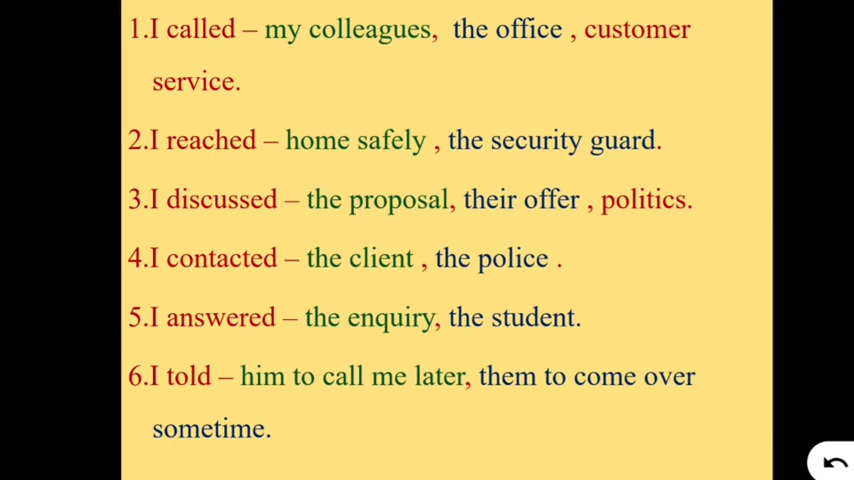 1.I called – my colleagues, the office , customer
service.
2.I reached – home safely , the security guard.
3.I discussed – the proposal, their offer , politics.
4.I contacted – the client , the police .
5.I answered – the enquiry, the student.
6.I told – him to call me later, them to come over
sometime.